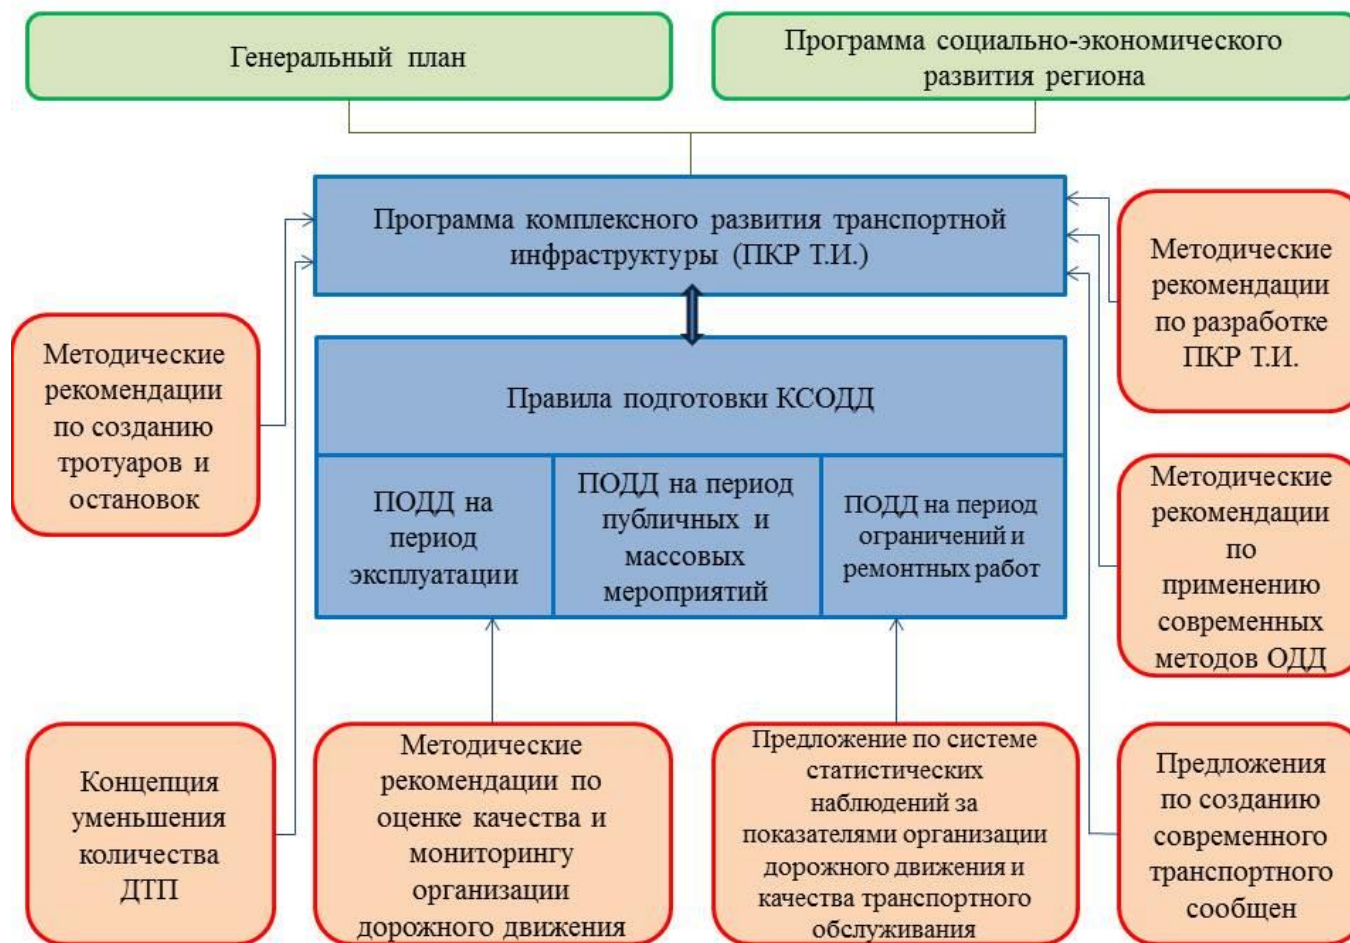 Генеральный план
Программа социально-экономического
развития региона
Программа комплексного развития транспортной
инфраструктуры (ПКР Т.И.)
Методические
рекомендации
по разработке
ПКР Т.И.
Методические
рекомендации
по созданию
тротуаров и
остановок
Правила подготовки КСОДД
ПОДД на
период
эксплуатации
ПОДД на период
публичных и
массовых
мероприятий
ПОДД на период
ограничений и
ремонтных работ
Методические
рекомендации
по
применению
современных
методов ОДД
Концепция
уменьшения
количества
ДТП
Методические
рекомендации по
оценке качества и
мониторингу
организации
дорожного движения
Предложение по системе
статистических
наблюдений за
показателями организации
дорожного движения и
качества транспортного
обслуживания
Предложения
по созданию
современного
транспортного
сообщен